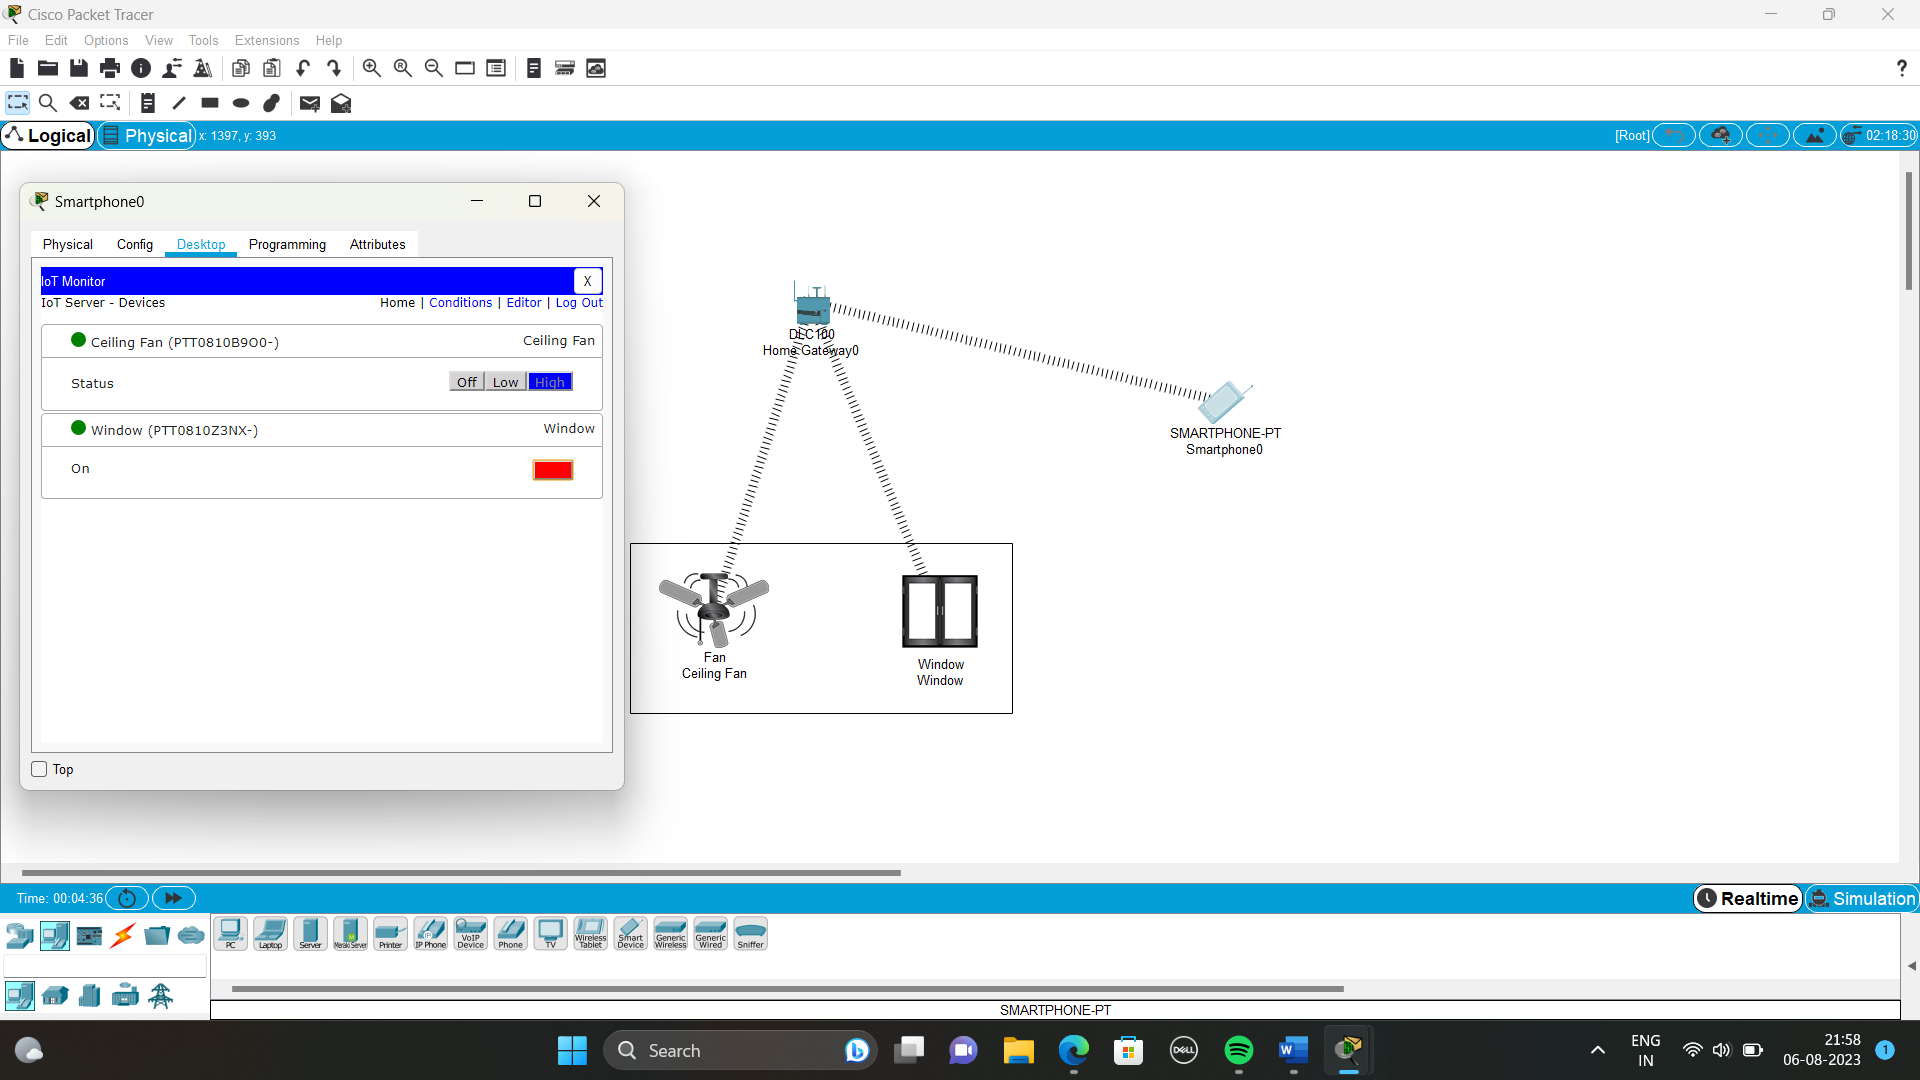 Cisco Packet Tracer
File Edit Options View Tools Extensions Help
?
Logical Physical x: 1397, y: 393
[Root] 02:18:30
Smartphone0
Physical Config Desktop Programming Attributes
IoT Monitor X
IoT Server - Devices Home | Conditions | Editor | Log Out
Ceiling Fan (PTT0810B9O0-) Ceiling Fan
Status Off Low High
Window (PTT0810Z3NX-) Window
On
Top
DLC100
Home Gateway0
SMARTPHONE-PT
Smartphone0
Fan
Ceiling Fan
Window
Window
Time: 00:04:36
Realtime Simulation
PC Laptop Server Meraki Server Printer IP Phone VoIP Device Phone TV Wireless Tablet Smart Device Generic Wireless Generic Wired Sniffer
SMARTPHONE-PT
Search
DELL
W
ENG
IN
21:58
06-08-2023
1